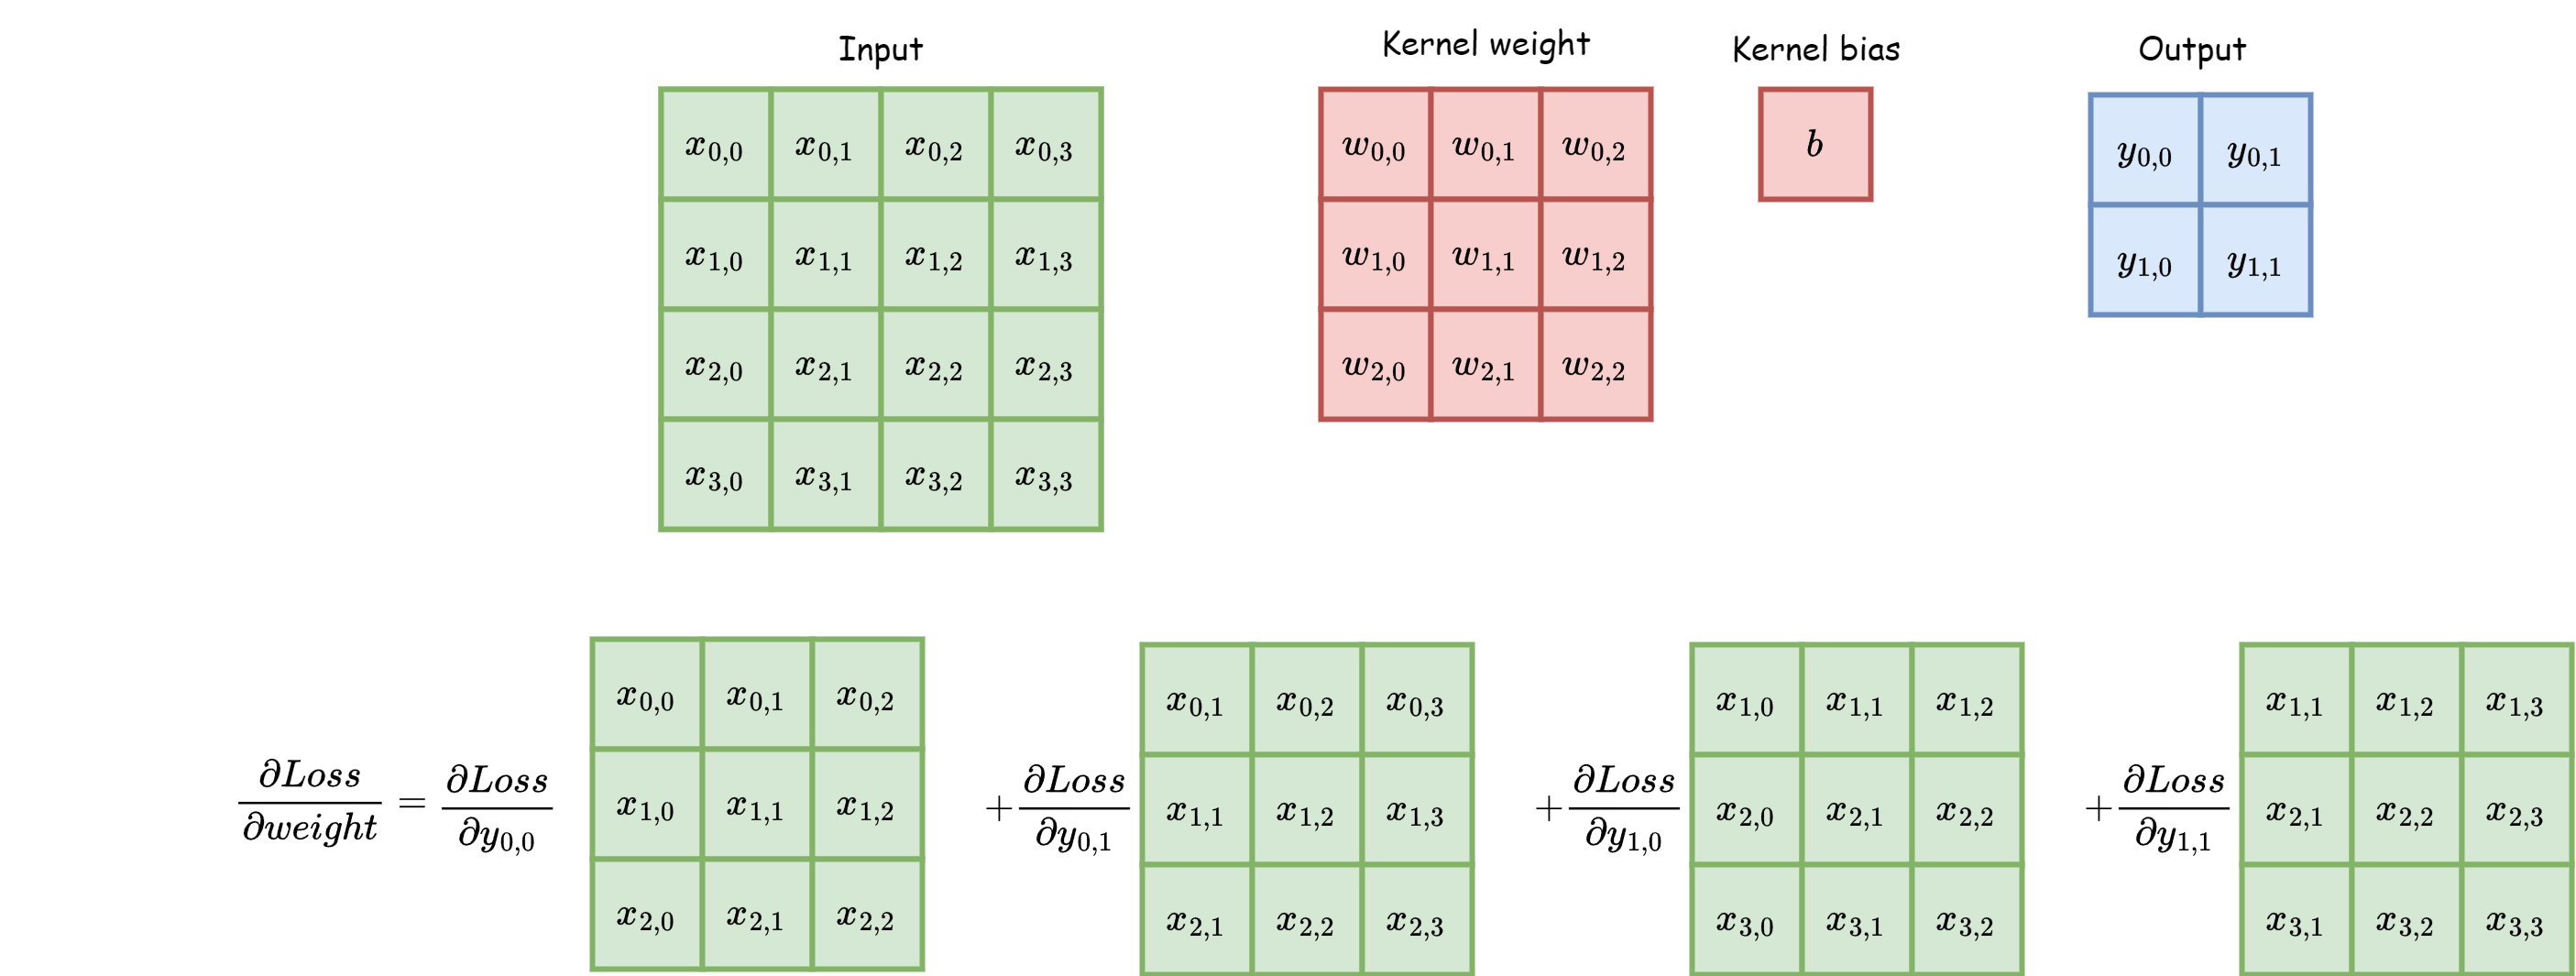 Input Kernel weight Kernel bias Output
x_{0,0} x_{0,1} x_{0,2} x_{0,3} w_{0,0} w_{0,1} w_{0,2} b y_{0,0} y_{0,1}
x_{1,0} x_{1,1} x_{1,2} x_{1,3} w_{1,0} w_{1,1} w_{1,2} y_{1,0} y_{1,1}
x_{2,0} x_{2,1} x_{2,2} x_{2,3} w_{2,0} w_{2,1} w_{2,2}
x_{3,0} x_{3,1} x_{3,2} x_{3,3}
x_{0,0} x_{0,1} x_{0,2} x_{0,1} x_{0,2} x_{0,3} x_{1,0} x_{1,1} x_{1,2} x_{1,1} x_{1,2} x_{1,3}
\frac{∂Loss}{∂weight} = \frac{∂Loss}{∂y_{0,0}} x_{1,0} x_{1,1} x_{1,2} + \frac{∂Loss}{∂y_{0,1}} x_{1,1} x_{1,2} x_{1,3} + \frac{∂Loss}{∂y_{1,0}} x_{2,0} x_{2,1} x_{2,2} + \frac{∂Loss}{∂y_{1,1}} x_{2,1} x_{2,2} x_{2,3}
x_{2,0} x_{2,1} x_{2,2} x_{2,1} x_{2,2} x_{2,3} x_{3,0} x_{3,1} x_{3,2} x_{3,1} x_{3,2} x_{3,3}